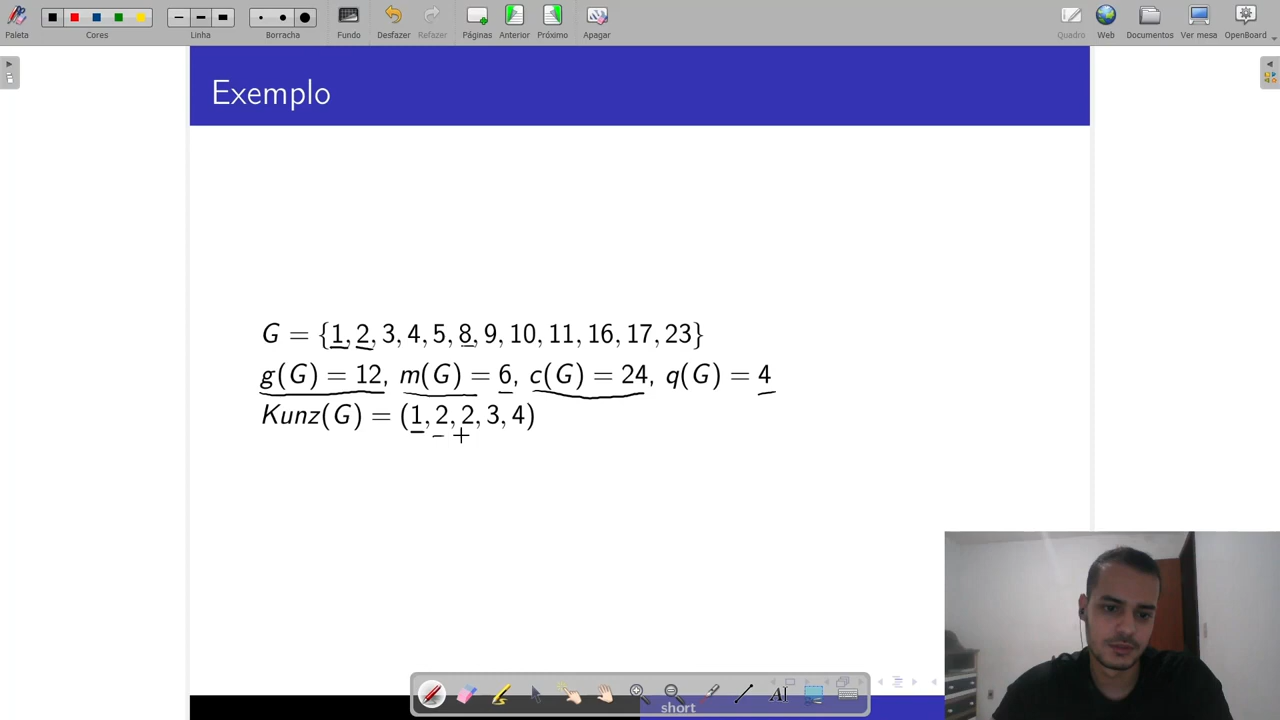 Paleta
Cores
Linha
Borracha
Fundo
Desfazer
Refazer
Páginas
Anterior
Próximo
Apagar
Quadro
Web
Documentos
Ver mesa
OpenBoard
Exemplo
G = {1, 2, 3, 4, 5, 8, 9, 10, 11, 16, 17, 23}
g(G) = 12, m(G) = 6, c(G) = 24, q(G) = 4
Kunz(G) = (1, 2, 2, 3, 4)
AI
short